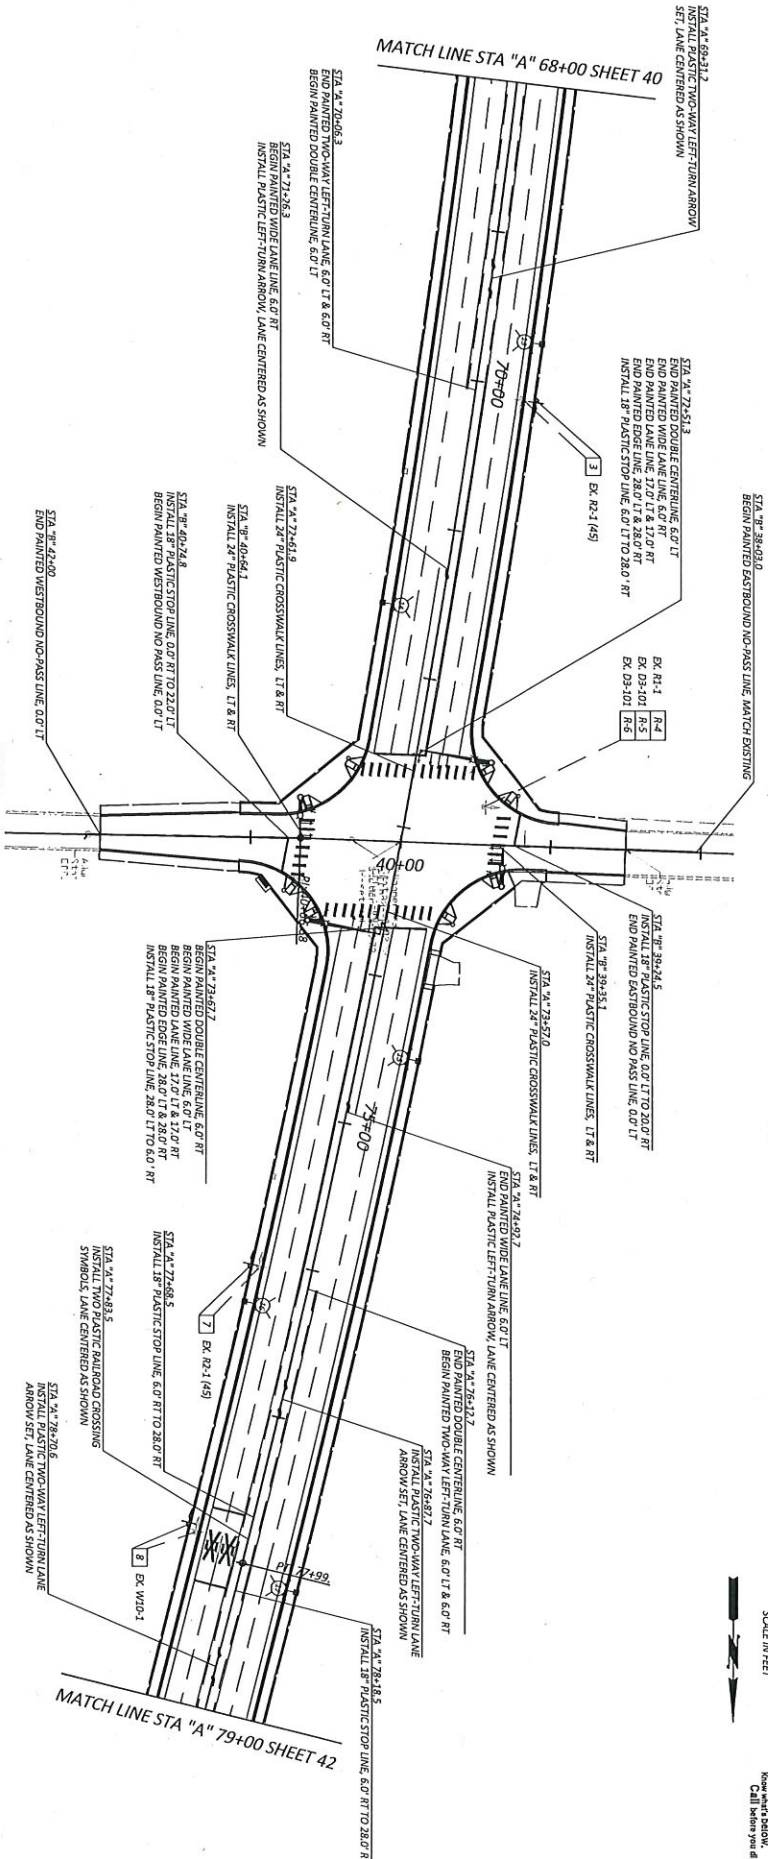 MATCH LINE STA "A" 68+00 SHEET 40
STA "A" 69+31.2
INSTALL PLASTIC TWO-WAY LEFT-TURN ARROW
SET, LANE CENTERED AS SHOWN
STA "A" 70+06.3
END PAINTED TWO-WAY LEFT-TURN LANE, 6.0' LT & 6.0' RT
BEGIN PAINTED DOUBLE CENTERLINE, 6.0' LT
STA "A" 71+26.3
BEGIN PAINTED WIDE LANE LINE, 6.0' RT
INSTALL PLASTIC LEFT-TURN ARROW, LANE CENTERED AS SHOWN
70+00
3 EX. R2-1 (45)
STA "A" 72+51.3
END PAINTED DOUBLE CENTERLINE, 6.0' LT
END PAINTED WIDE LANE LINE, 6.0' RT
END PAINTED LANE LINE, 17.0' LT & 17.0' RT
END PAINTED EDGE LINE, 28.0' LT & 28.0' RT
INSTALL 18" PLASTIC STOP LINE, 6.0' LT TO 28.0' RT
EX. R1-1 R-4
EX. D3-101 R-5
EX. D3-101 R-6
STA "B" 38+03.0
BEGIN PAINTED EASTBOUND NO-PASS LINE, MATCH EXISTING
STA "A" 72+61.9
INSTALL 24" PLASTIC CROSSWALK LINES, LT & RT
STA "B" 40+64.1
INSTALL 24" PLASTIC CROSSWALK LINES, LT & RT
STA "B" 40+74.8
INSTALL 18" PLASTIC STOP LINE, 0.0' RT TO 22.0' LT
BEGIN PAINTED WESTBOUND NO PASS LINE, 0.0' LT
STA "B" 42+00
END PAINTED WESTBOUND NO-PASS LINE, 0.0' LT
40+00
STA "B" 39+24.5
INSTALL 18" PLASTIC STOP LINE, 0.0' LT TO 20.0' RT
END PAINTED EASTBOUND NO PASS LINE, 0.0' LT
STA "B" 39+35.1
INSTALL 24" PLASTIC CROSSWALK LINES, LT & RT
STA "A" 73+57.0
INSTALL 24" PLASTIC CROSSWALK LINES, LT & RT
STA "A" 73+67.7
BEGIN PAINTED DOUBLE CENTERLINE, 6.0' RT
BEGIN PAINTED WIDE LANE LINE, 6.0' LT
BEGIN PAINTED LANE LINE, 17.0' LT & 17.0' RT
BEGIN PAINTED EDGE LINE, 28.0' LT & 28.0' RT
INSTALL 18" PLASTIC STOP LINE, 28.0' LT TO 6.0' RT
75+00
STA "A" 74+92.7
END PAINTED WIDE LANE LINE, 6.0' LT
INSTALL PLASTIC LEFT-TURN ARROW, LANE CENTERED AS SHOWN
STA "A" 76+12.7
END PAINTED DOUBLE CENTERLINE, 6.0' RT
BEGIN PAINTED TWO-WAY LEFT-TURN LANE, 6.0' LT & 6.0' RT
STA "A" 76+87.7
INSTALL PLASTIC TWO-WAY LEFT-TURN LANE
ARROW SET, LANE CENTERED AS SHOWN
7 EX. R2-1 (45)
STA "A" 77+68.5
INSTALL 18" PLASTIC STOP LINE, 6.0' RT TO 28.0' RT
STA "A" 77+83.5
INSTALL TWO PLASTIC RAILROAD CROSSING
SYMBOLS, LANE CENTERED AS SHOWN
8 EX. W10-1
STA "A" 78+70.6
INSTALL PLASTIC TWO-WAY LEFT-TURN LANE
ARROW SET, LANE CENTERED AS SHOWN
PT: 77+99.
STA "A" 78+18.5
INSTALL 18" PLASTIC STOP LINE, 6.0' RT TO 28.0' R
MATCH LINE STA "A" 79+00 SHEET 42
SCALE IN FEET
N
Know what's below.
Call before you di